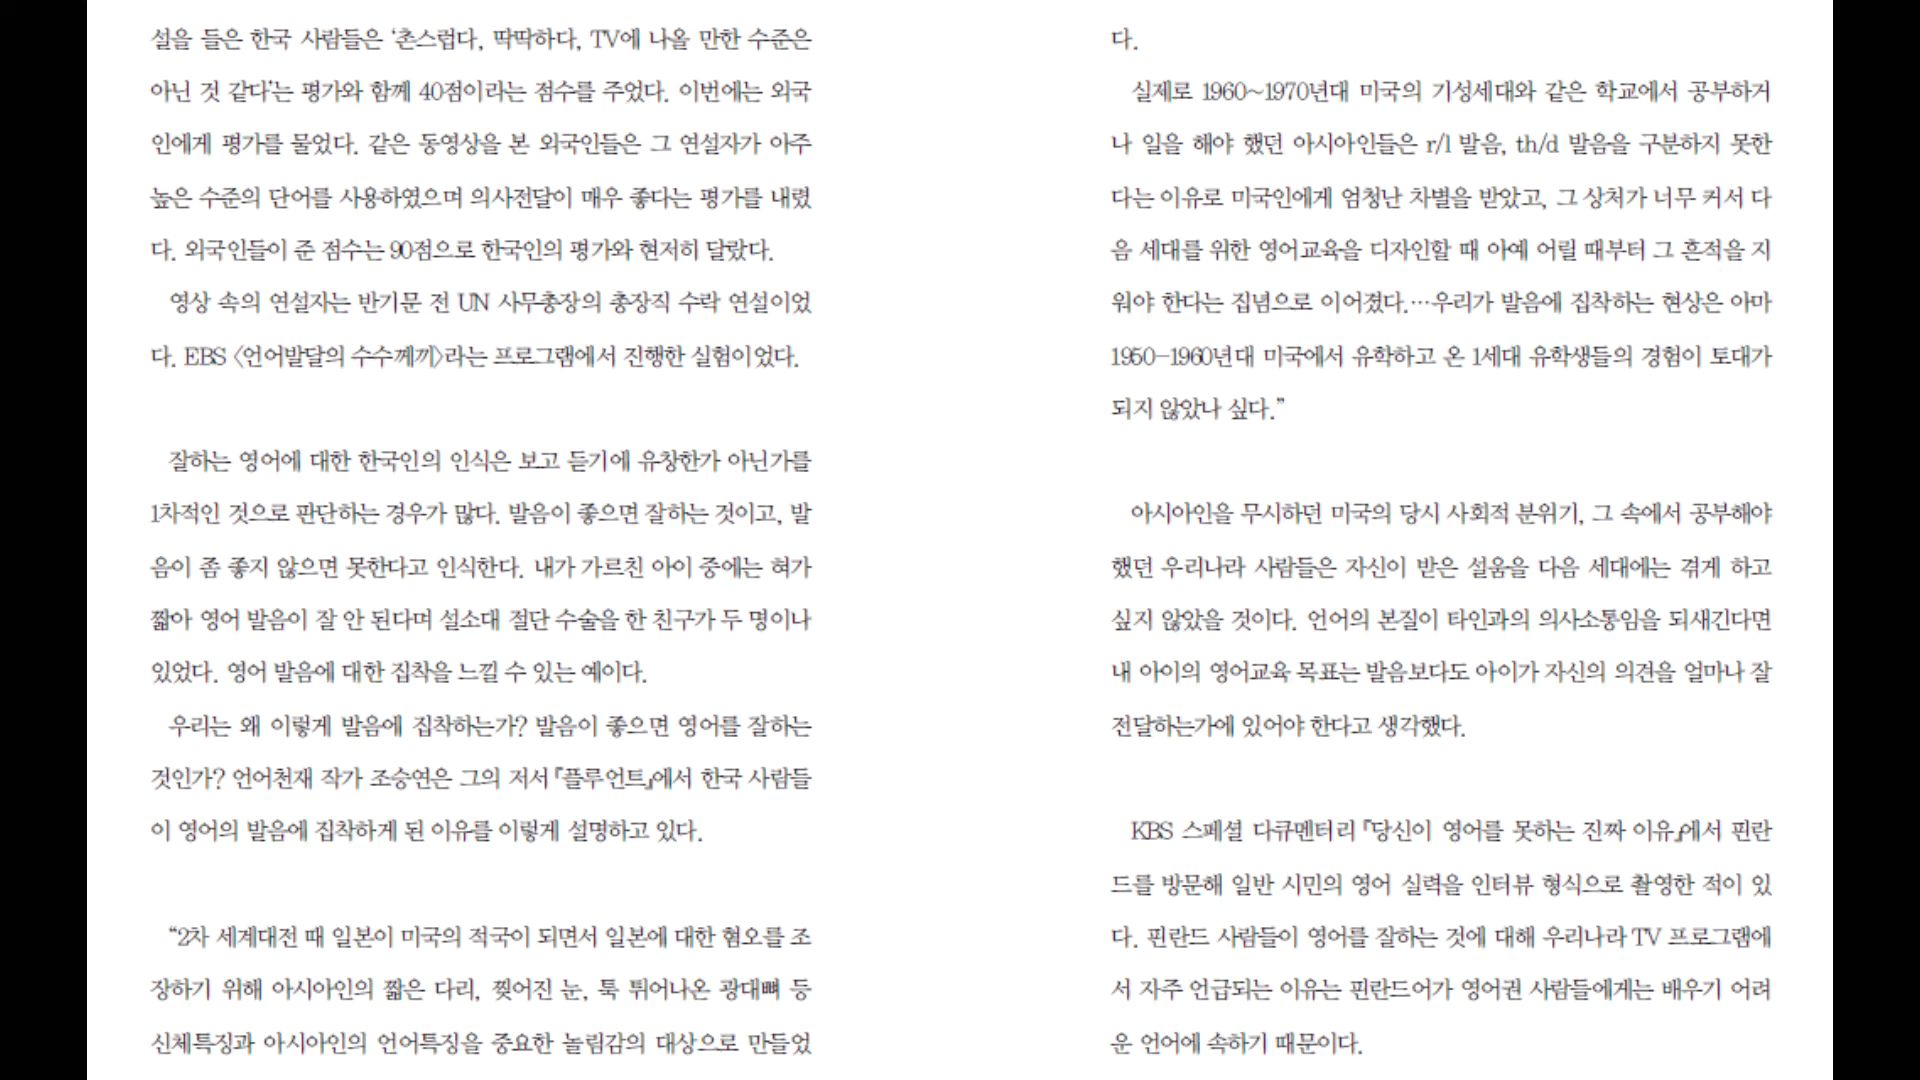 설을 들은 한국 사람들은 ‘촌스럽다, 딱딱하다, TV에 나올 만한 수준은
아닌 것 같다’는 평가와 함께 40점이라는 점수를 주었다. 이번에는 외국
인에게 평가를 물었다. 같은 동영상을 본 외국인들은 그 연설자가 아주
높은 수준의 단어를 사용하였으며 의사전달이 매우 좋다는 평가를 내렸
다. 외국인들이 준 점수는 90점으로 한국인의 평가와 현저히 달랐다.
영상 속의 연설자는 반기문 전 UN 사무총장의 총장직 수락 연설이었
다. EBS 〈언어발달의 수수께끼〉라는 프로그램에서 진행한 실험이었다.
잘하는 영어에 대한 한국인의 인식은 보고 듣기에 유창한가 아닌가를
1차적인 것으로 판단하는 경우가 많다. 발음이 좋으면 잘하는 것이고, 발
음이 좀 좋지 않으면 못한다고 인식한다. 내가 가르친 아이 중에는 혀가
짧아 영어 발음이 잘 안 된다며 설소대 절단 수술을 한 친구가 두 명이나
있었다. 영어 발음에 대한 집착을 느낄 수 있는 예이다.
우리는 왜 이렇게 발음에 집착하는가? 발음이 좋으면 영어를 잘하는
것인가? 언어천재 작가 조승연은 그의 저서 『플루언트』에서 한국 사람들
이 영어의 발음에 집착하게 된 이유를 이렇게 설명하고 있다.
“2차 세계대전 때 일본이 미국의 적국이 되면서 일본에 대한 혐오를 조
장하기 위해 아시아인의 짧은 다리, 찢어진 눈, 툭 튀어나온 광대뼈 등
신체특징과 아시아인의 언어특징을 중요한 놀림감의 대상으로 만들었
다.
실제로 1960~1970년대 미국의 기성세대와 같은 학교에서 공부하거
나 일을 해야 했던 아시아인들은 r/l 발음, th/d 발음을 구분하지 못한
다는 이유로 미국인에게 엄청난 차별을 받았고, 그 상처가 너무 커서 다
음 세대를 위한 영어교육을 디자인할 때 아예 어릴 때부터 그 흔적을 지
워야 한다는 집념으로 이어졌다.…우리가 발음에 집착하는 현상은 아마
1950-1960년대 미국에서 유학하고 온 1세대 유학생들의 경험이 토대가
되지 않았나 싶다.”
아시아인을 무시하던 미국의 당시 사회적 분위기, 그 속에서 공부해야
했던 우리나라 사람들은 자신이 받은 설움을 다음 세대에는 겪게 하고
싶지 않았을 것이다. 언어의 본질이 타인과의 의사소통임을 되새긴다면
내 아이의 영어교육 목표는 발음보다도 아이가 자신의 의견을 얼마나 잘
전달하는가에 있어야 한다고 생각했다.
KBS 스페셜 다큐멘터리 『당신이 영어를 못하는 진짜 이유』에서 핀란
드를 방문해 일반 시민의 영어 실력을 인터뷰 형식으로 촬영한 적이 있
다. 핀란드 사람들이 영어를 잘하는 것에 대해 우리나라 TV 프로그램에
서 자주 언급되는 이유는 핀란드어가 영어권 사람들에게는 배우기 어려
운 언어에 속하기 때문이다.